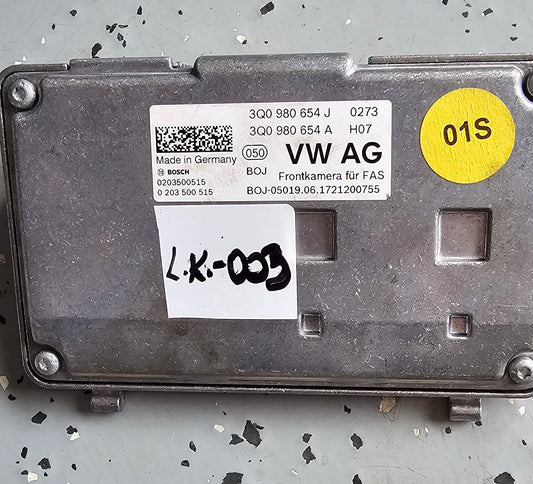 3Q0 980 654 J 0273
3Q0 980 654 A H07
Made in Germany 050 VW AG
BOSCH BOJ Frontkamera für FAS
0203500515
0 203 500 515 BOJ-05019.06.1721200755
01S
L.K.-003